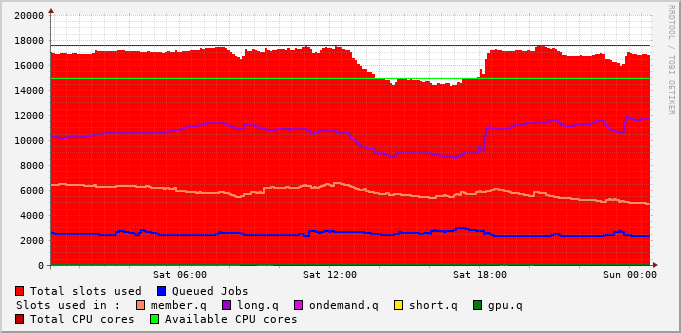 20000
18000
16000
14000
12000
10000
8000
6000
4000
2000
0
Sat 06:00 Sat 12:00 Sat 18:00 Sun 00:00
RRDTOOL / TOBI OETIKER
Total slots used Queued Jobs
Slots used in : member.q long.q ondemand.q short.q gpu.q
Total CPU cores Available CPU cores